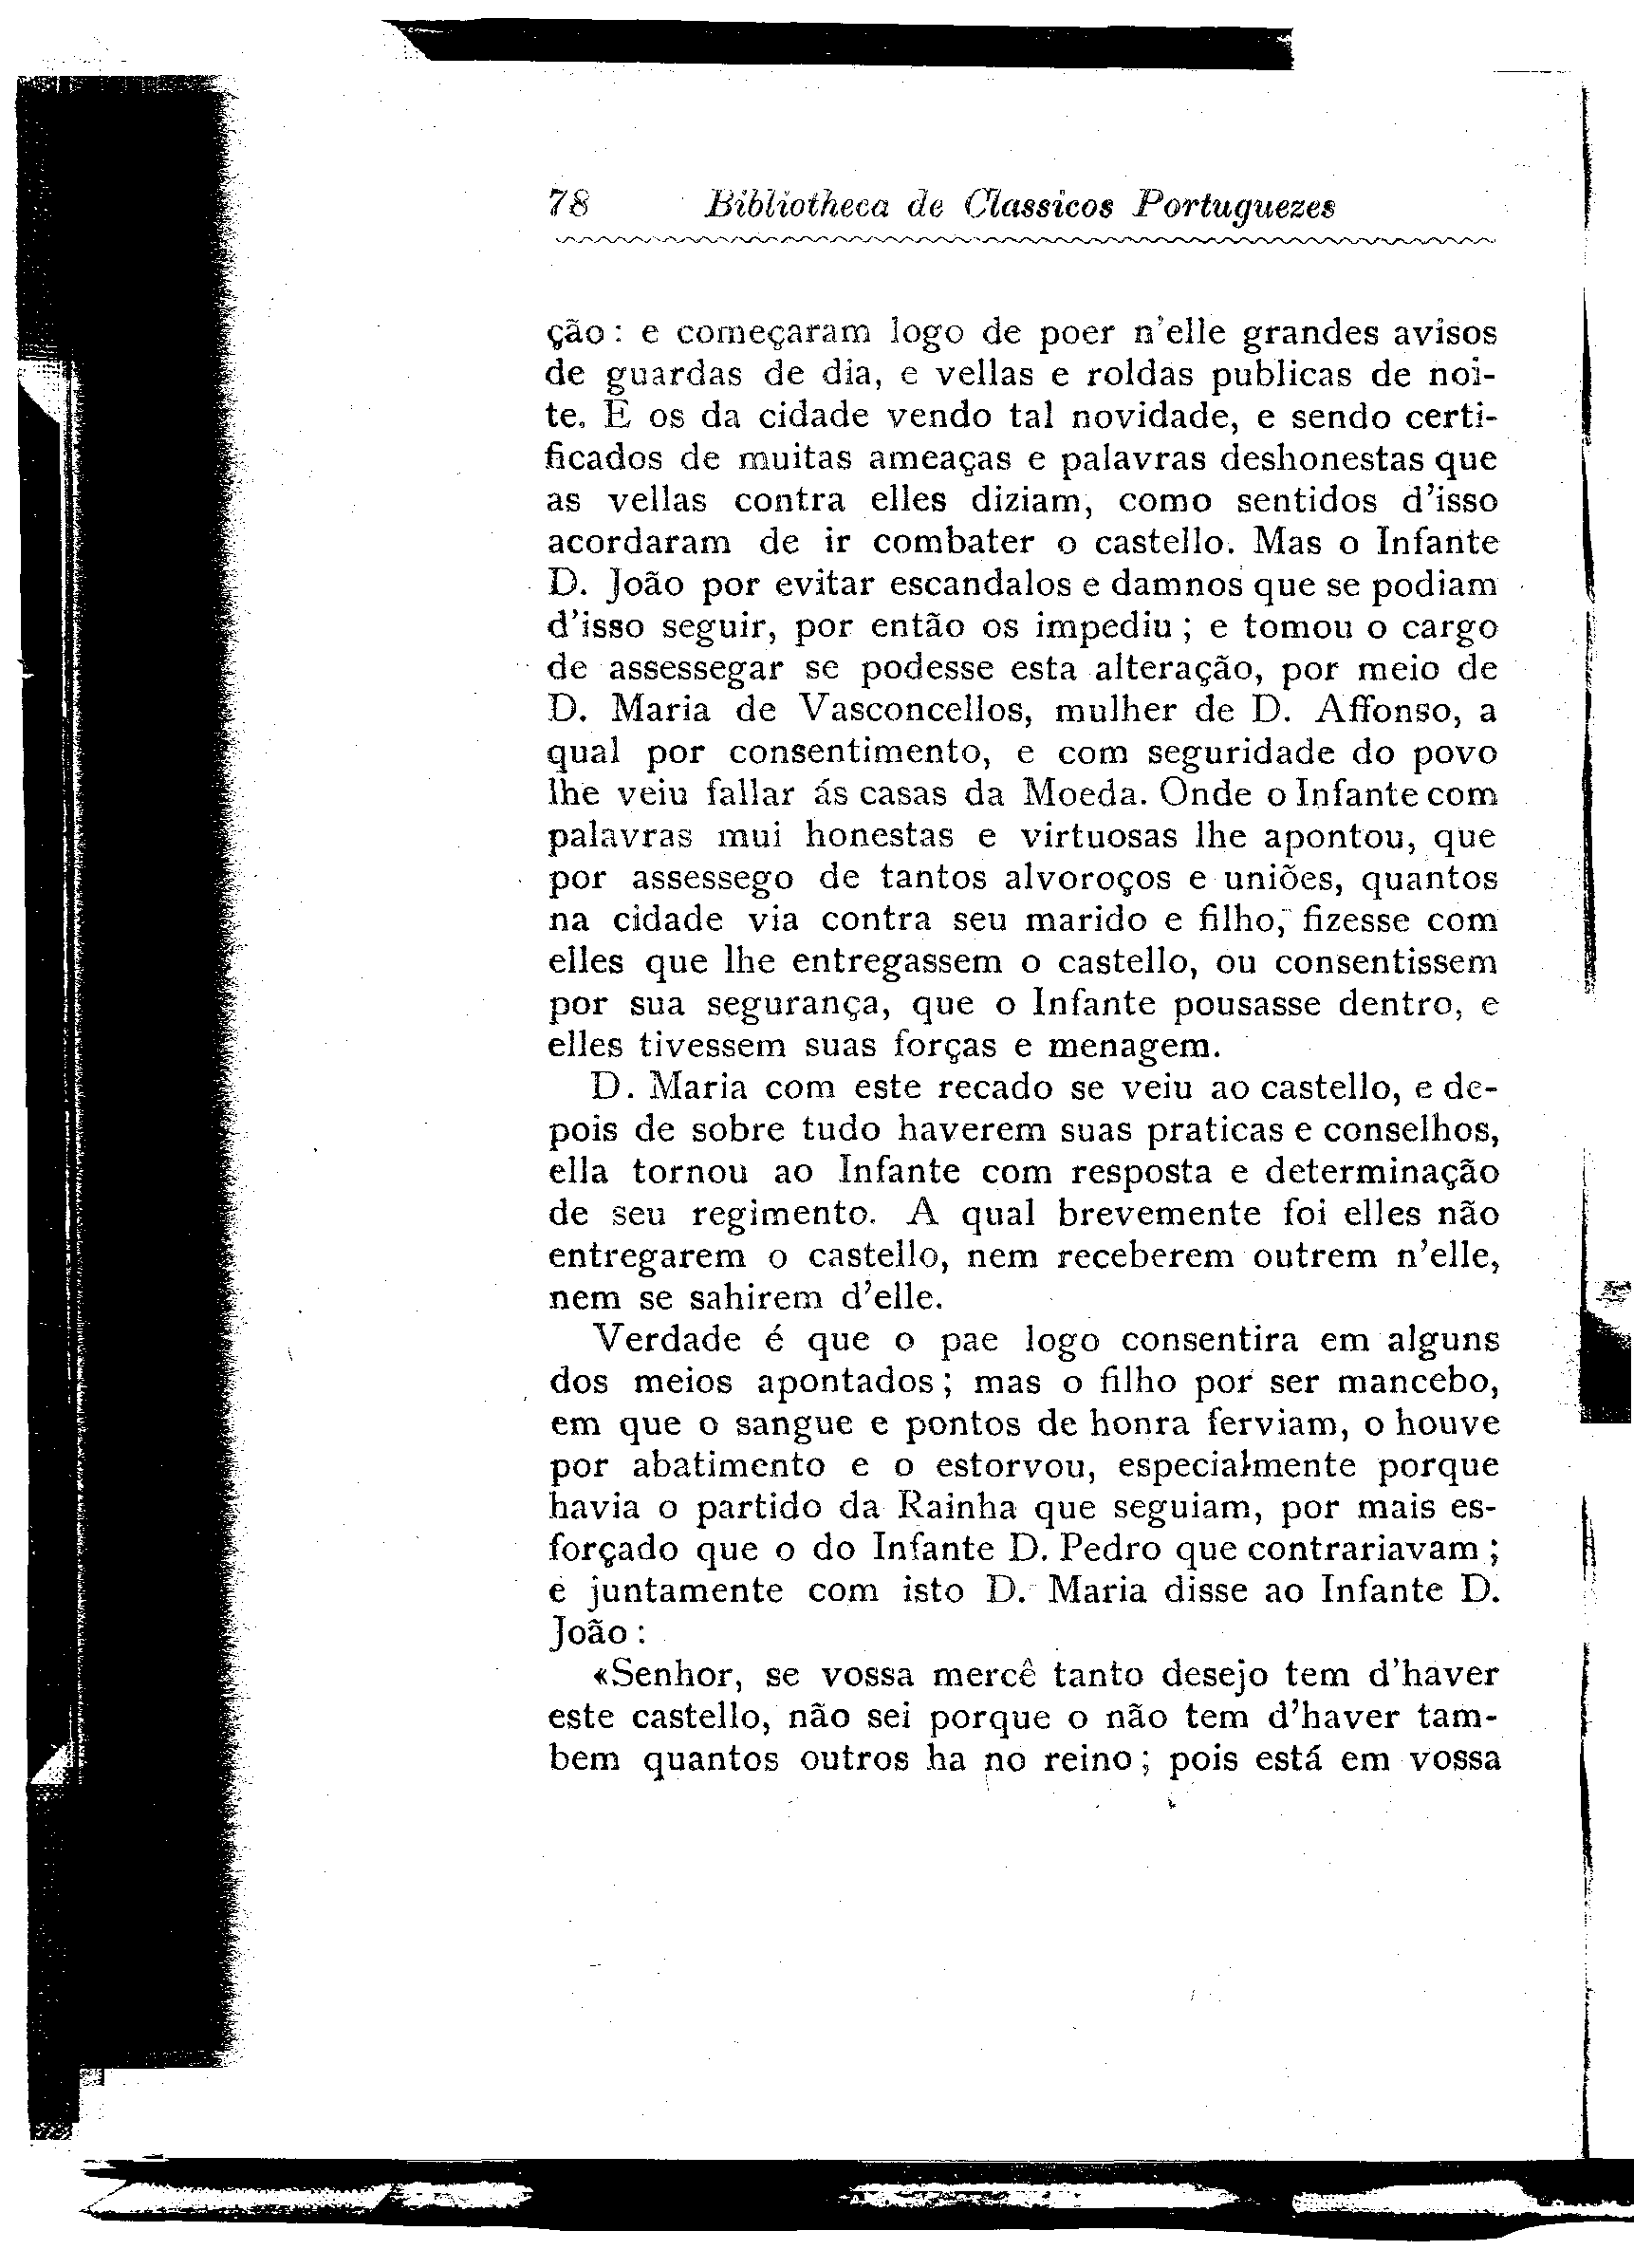 78 Bibliotheca de Classicos Portuguezes
ção: e começaram logo de poer n'elle grandes avisos
de guardas de dia, e vellas e roldas publicas de noi-
te. E os da cidade vendo tal novidade, e sendo certi-
ficados de muitas ameaças e palavras deshonestas que
as vellas contra elles diziam, como sentidos d'isso
acordaram de ir combater o castello. Mas o Infante
D. João por evitar escandalos e damnos que se podiam
d'isso seguir, por então os impediu; e tomou o cargo
de assessegar se podesse esta alteração, por meio de
D. Maria de Vasconcellos, mulher de D. Affonso, a
qual por consentimento, e com seguridade do povo
lhe veiu fallar ás casas da Moeda. Onde o Infante com
palavras mui honestas e virtuosas lhe apontou, que
por assessego de tantos alvoroços e uniões, quantos
na cidade via contra seu marido e filho, fizesse com
elles que lhe entregassem o castello, ou consentissem
por sua segurança, que o Infante pousasse dentro, e
elles tivessem suas forças e menagem.
D. Maria com este recado se veiu ao castello, e de-
pois de sobre tudo haverem suas praticas e conselhos,
ella tornou ao Infante com resposta e determinação
de seu regimento. A qual brevemente foi elles não
entregarem o castello, nem receberem outrem n'elle,
nem se sahirem d'elle.
Verdade é que o pae logo consentira em alguns
dos meios apontados; mas o filho por ser mancebo,
em que o sangue e pontos de honra ferviam, o houve
por abatimento e o estorvou, especialmente porque
havia o partido da Rainha que seguiam, por mais es-
forçado que o do Infante D. Pedro que contrariavam;
e juntamente com isto D. Maria disse ao Infante D.
João:
«Senhor, se vossa mercê tanto desejo tem d'haver
este castello, não sei porque o não tem d'haver tam-
bem quantos outros ha no reino; pois está em vossa